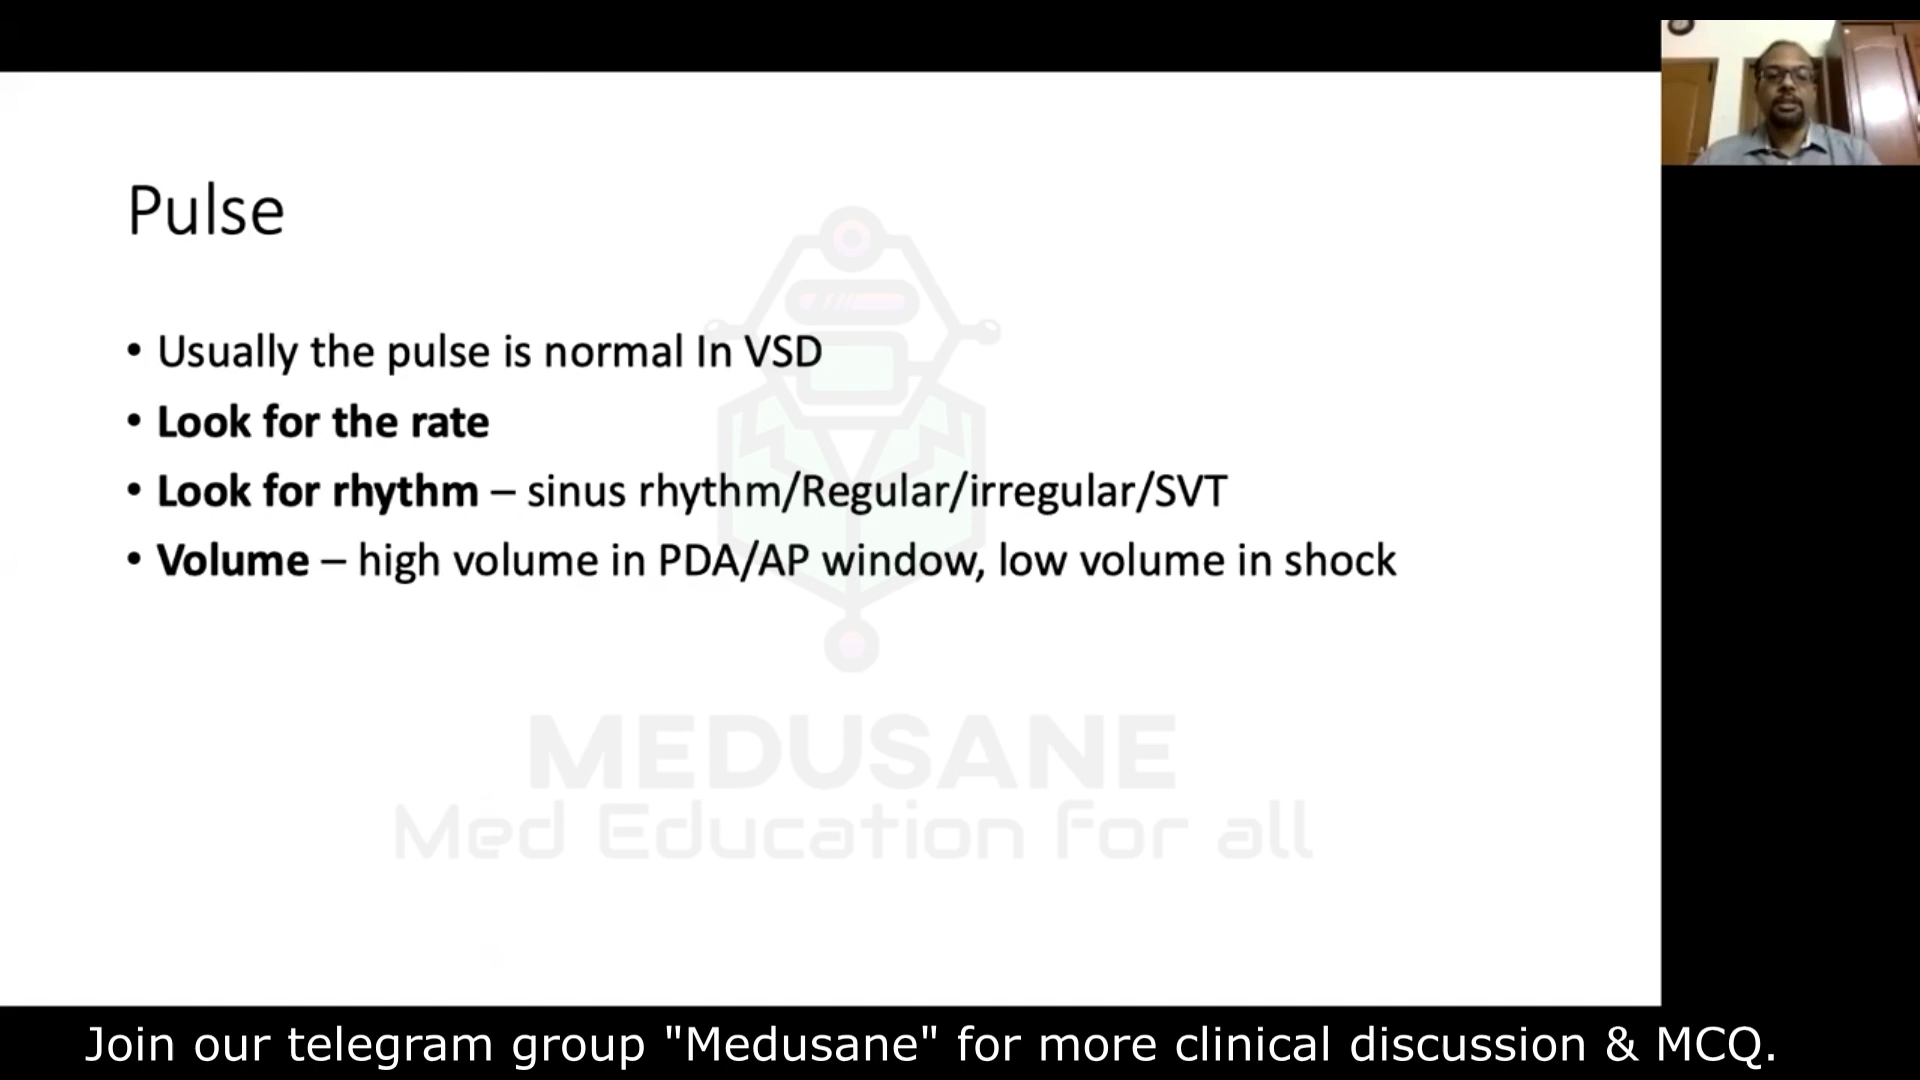 Pulse
• Usually the pulse is normal In VSD
• Look for the rate
• Look for rhythm – sinus rhythm/Regular/irregular/SVT
• Volume – high volume in PDA/AP window, low volume in shock
MEDUSANE
Med Education for all
Join our telegram group "Medusane" for more clinical discussion & MCQ.